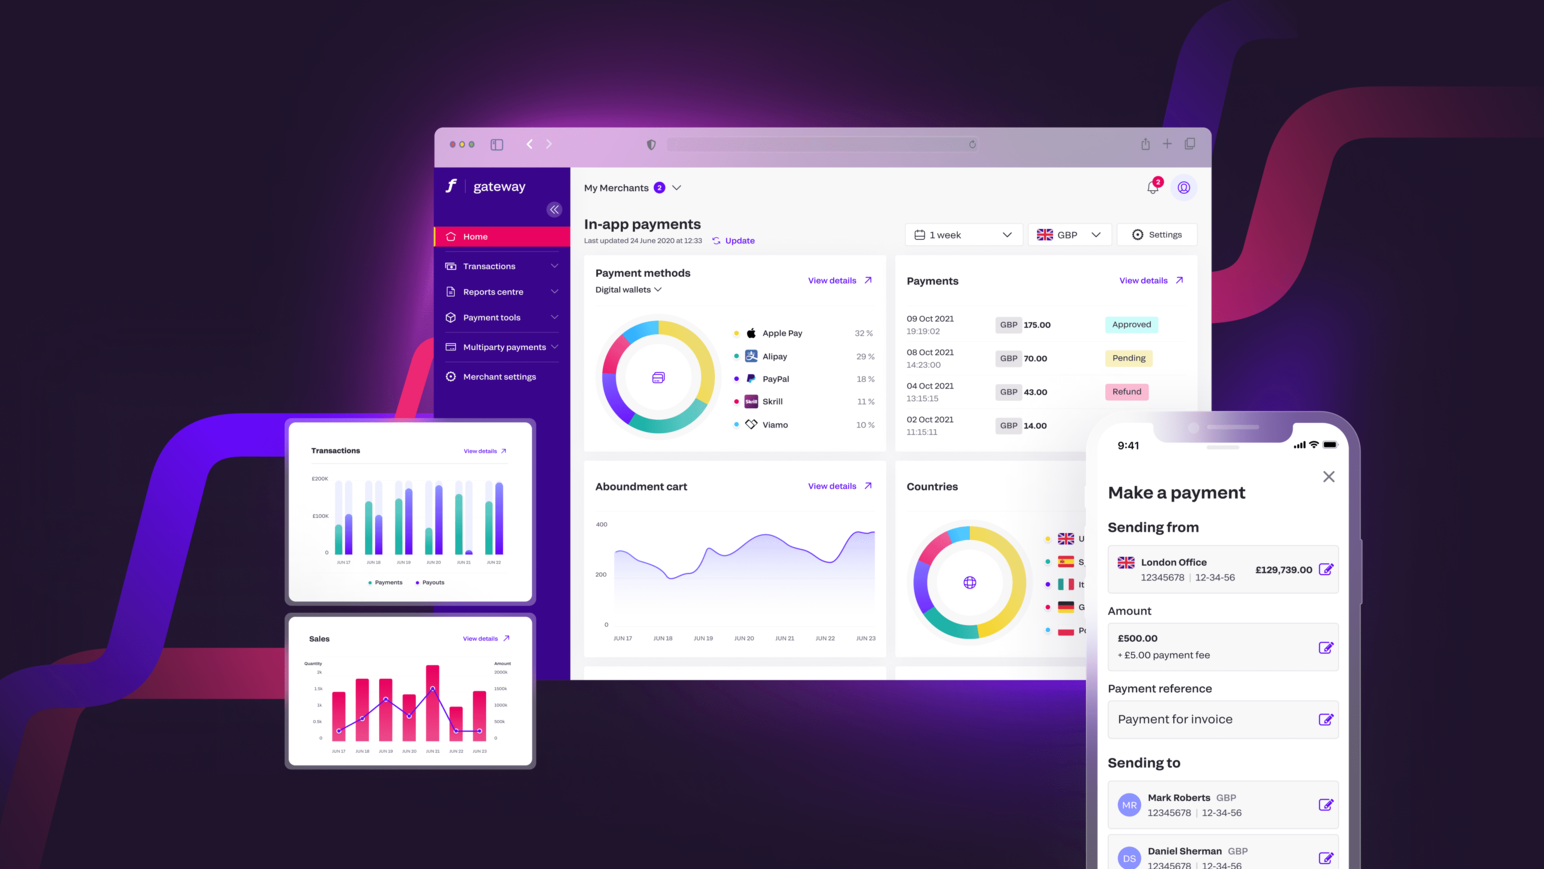 gateway
Home
Transactions
Reports centre
Payment tools
Multiparty payments
Merchant settings
My Merchants 2
2
In-app payments
Last updated 24 June 2020 at 12:33 Update
1 week
GBP
Settings
Payment methods
Digital wallets
View details
Apple Pay 32 %
Alipay 29 %
PayPal 18 %
Skrill Skrill 11 %
Viamo 10 %
Payments View details
09 Oct 2021
19:19:02
GBP 175.00 Approved
08 Oct 2021
14:23:00
GBP 70.00 Pending
04 Oct 2021
13:15:15
GBP 43.00 Refund
02 Oct 2021
11:15:11
GBP 14.00
Aboundment cart View details
400
200
0
JUN 17 JUN 18 JUN 19 JUN 20 JUN 21 JUN 22 JUN 23
Countries
U
S
It
G
Po
Transactions View details
£200K
£100K
0
JUN 17 JUN 18 JUN 19 JUN 20 JUN 21 JUN 22
Payments Payouts
Sales View details
Quantity Amount
2k 2000k
1.5k 1500k
1k 1000k
0.5k 500k
0 0
JUN 17 JUN 18 JUN 19 JUN 20 JUN 21 JUN 22 JUN 23
9:41
Make a payment
Sending from
London Office
12345678 | 12-34-56
£129,739.00
Amount
£500.00
+ £5.00 payment fee
Payment reference
Payment for invoice
Sending to
MR
Mark Roberts GBP
12345678 | 12-34-56
DS
Daniel Sherman GBP
12345678 | 12-34-56